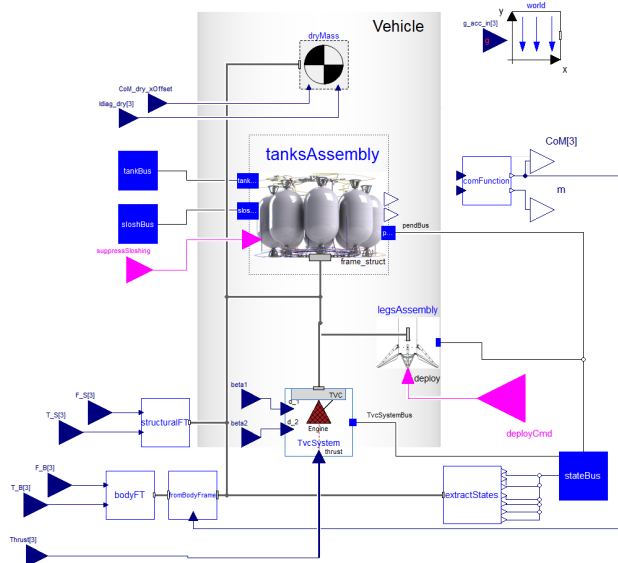 Vehicle
world
g_acc_in[3]
y
g
x
dryMass
CoM_dry_xOffset
Idiag_dry[3]
tanksAssembly
CoM[3]
tankBus
tank...
comFunction
m
sloshBus
slos...
p...
pendBus
suppressSloshing
frame_struct
legsAssembly
deploy
F_S[3]
beta1
TVC
d_1
T_S[3]
structuralFT
beta2
d_2
Engine
TvcSystemBus
deployCmd
TvcSystem
thrust
F_B[3]
T_B[3]
bodyFT
fromBodyFrame
extractStates
stateBus
Thrust[3]